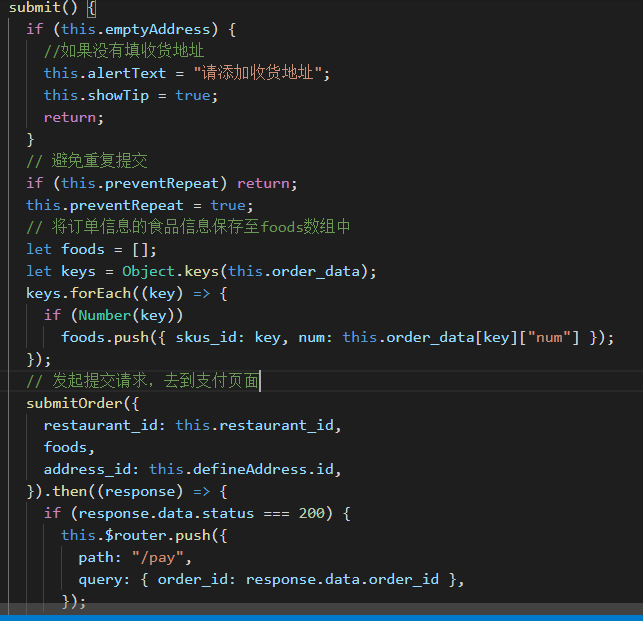 submit() {
if (this.emptyAddress) {
//如果没有填收货地址
this.alertText = "请添加收货地址";
this.showTip = true;
return;
}
// 避免重复提交
if (this.preventRepeat) return;
this.preventRepeat = true;
// 将订单信息的食品信息保存至foods数组中
let foods = [];
let keys = Object.keys(this.order_data);
keys.forEach((key) => {
if (Number(key))
foods.push({ skus_id: key, num: this.order_data[key]["num"] });
});
// 发起提交请求，去到支付页面
submitOrder({
restaurant_id: this.restaurant_id,
foods,
address_id: this.defineAddress.id,
}).then((response) => {
if (response.data.status === 200) {
this.$router.push({
path: "/pay",
query: { order_id: response.data.order_id },
});